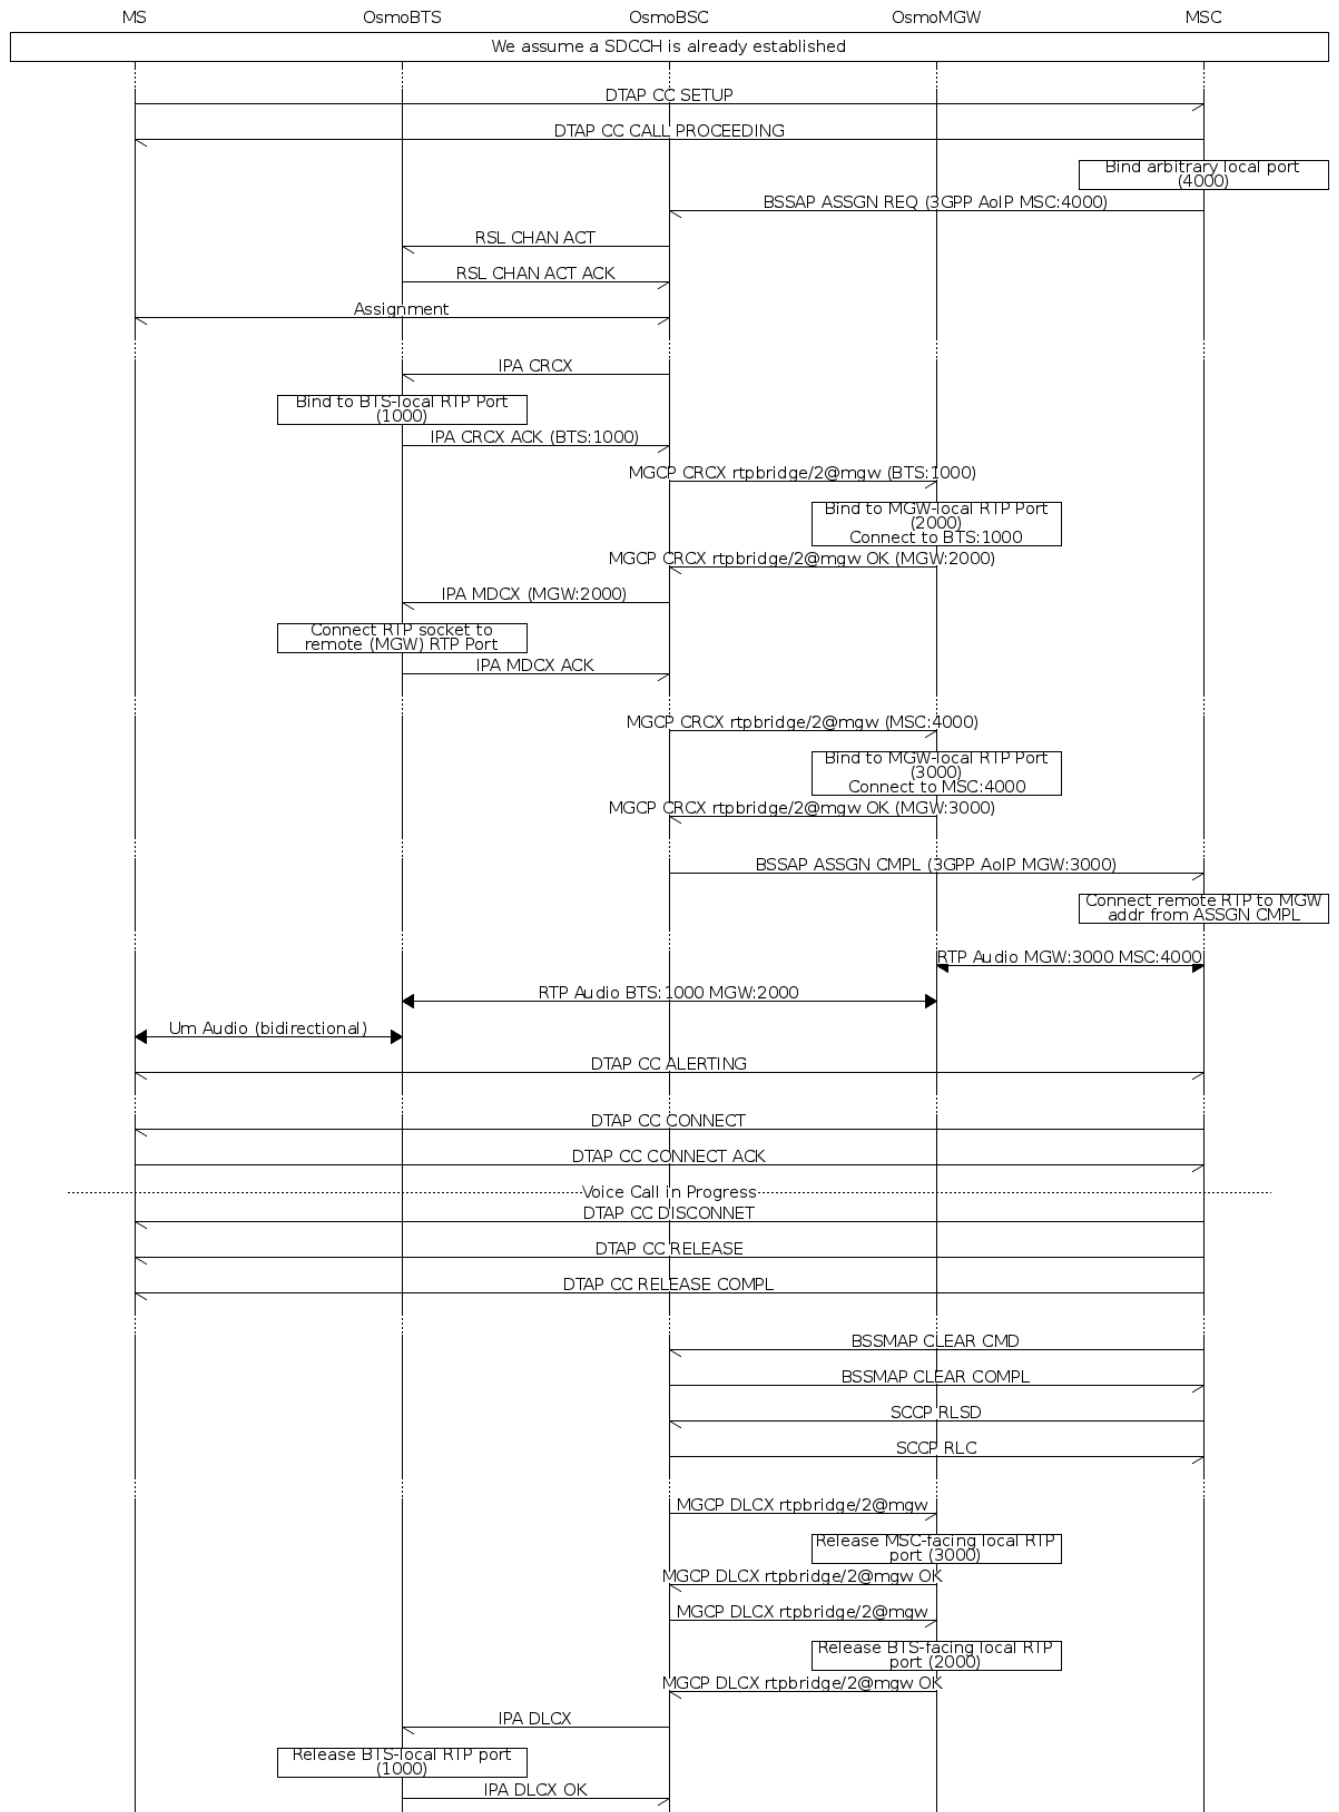 MS OsmoBTS OsmoBSC OsmoMGW MSC
We assume a SDCCH is already established
DTAP CC SETUP
DTAP CC CALL PROCEEDING
Bind arbitrary local port
(4000)
BSSAP ASSGN REQ (3GPP AoIP MSC:4000)
RSL CHAN ACT
RSL CHAN ACT ACK
Assignment
IPA CRCX
Bind to BTS-local RTP Port
(1000)
IPA CRCX ACK (BTS:1000)
MGCP CRCX rtpbridge/2@mgw (BTS:1000)
Bind to MGW-local RTP Port
(2000)
Connect to BTS:1000
MGCP CRCX rtpbridge/2@mgw OK (MGW:2000)
IPA MDCX (MGW:2000)
Connect RTP socket to
remote (MGW) RTP Port
IPA MDCX ACK
MGCP CRCX rtpbridge/2@mgw (MSC:4000)
Bind to MGW-local RTP Port
(3000)
Connect to MSC:4000
MGCP CRCX rtpbridge/2@mgw OK (MGW:3000)
BSSAP ASSGN CMPL (3GPP AoIP MGW:3000)
Connect remote RTP to MGW
addr from ASSGN CMPL
RTP Audio MGW:3000 MSC:4000
RTP Audio BTS:1000 MGW:2000
Um Audio (bidirectional)
DTAP CC ALERTING
DTAP CC CONNECT
DTAP CC CONNECT ACK
Voice Call in Progress
DTAP CC DISCONNET
DTAP CC RELEASE
DTAP CC RELEASE COMPL
BSSMAP CLEAR CMD
BSSMAP CLEAR COMPL
SCCP RLSD
SCCP RLC
MGCP DLCX rtpbridge/2@mgw
Release MSC-facing local RTP
port (3000)
MGCP DLCX rtpbridge/2@mgw OK
MGCP DLCX rtpbridge/2@mgw
Release BTS-facing local RTP
port (2000)
MGCP DLCX rtpbridge/2@mgw OK
IPA DLCX
Release BTS-local RTP port
(1000)
IPA DLCX OK